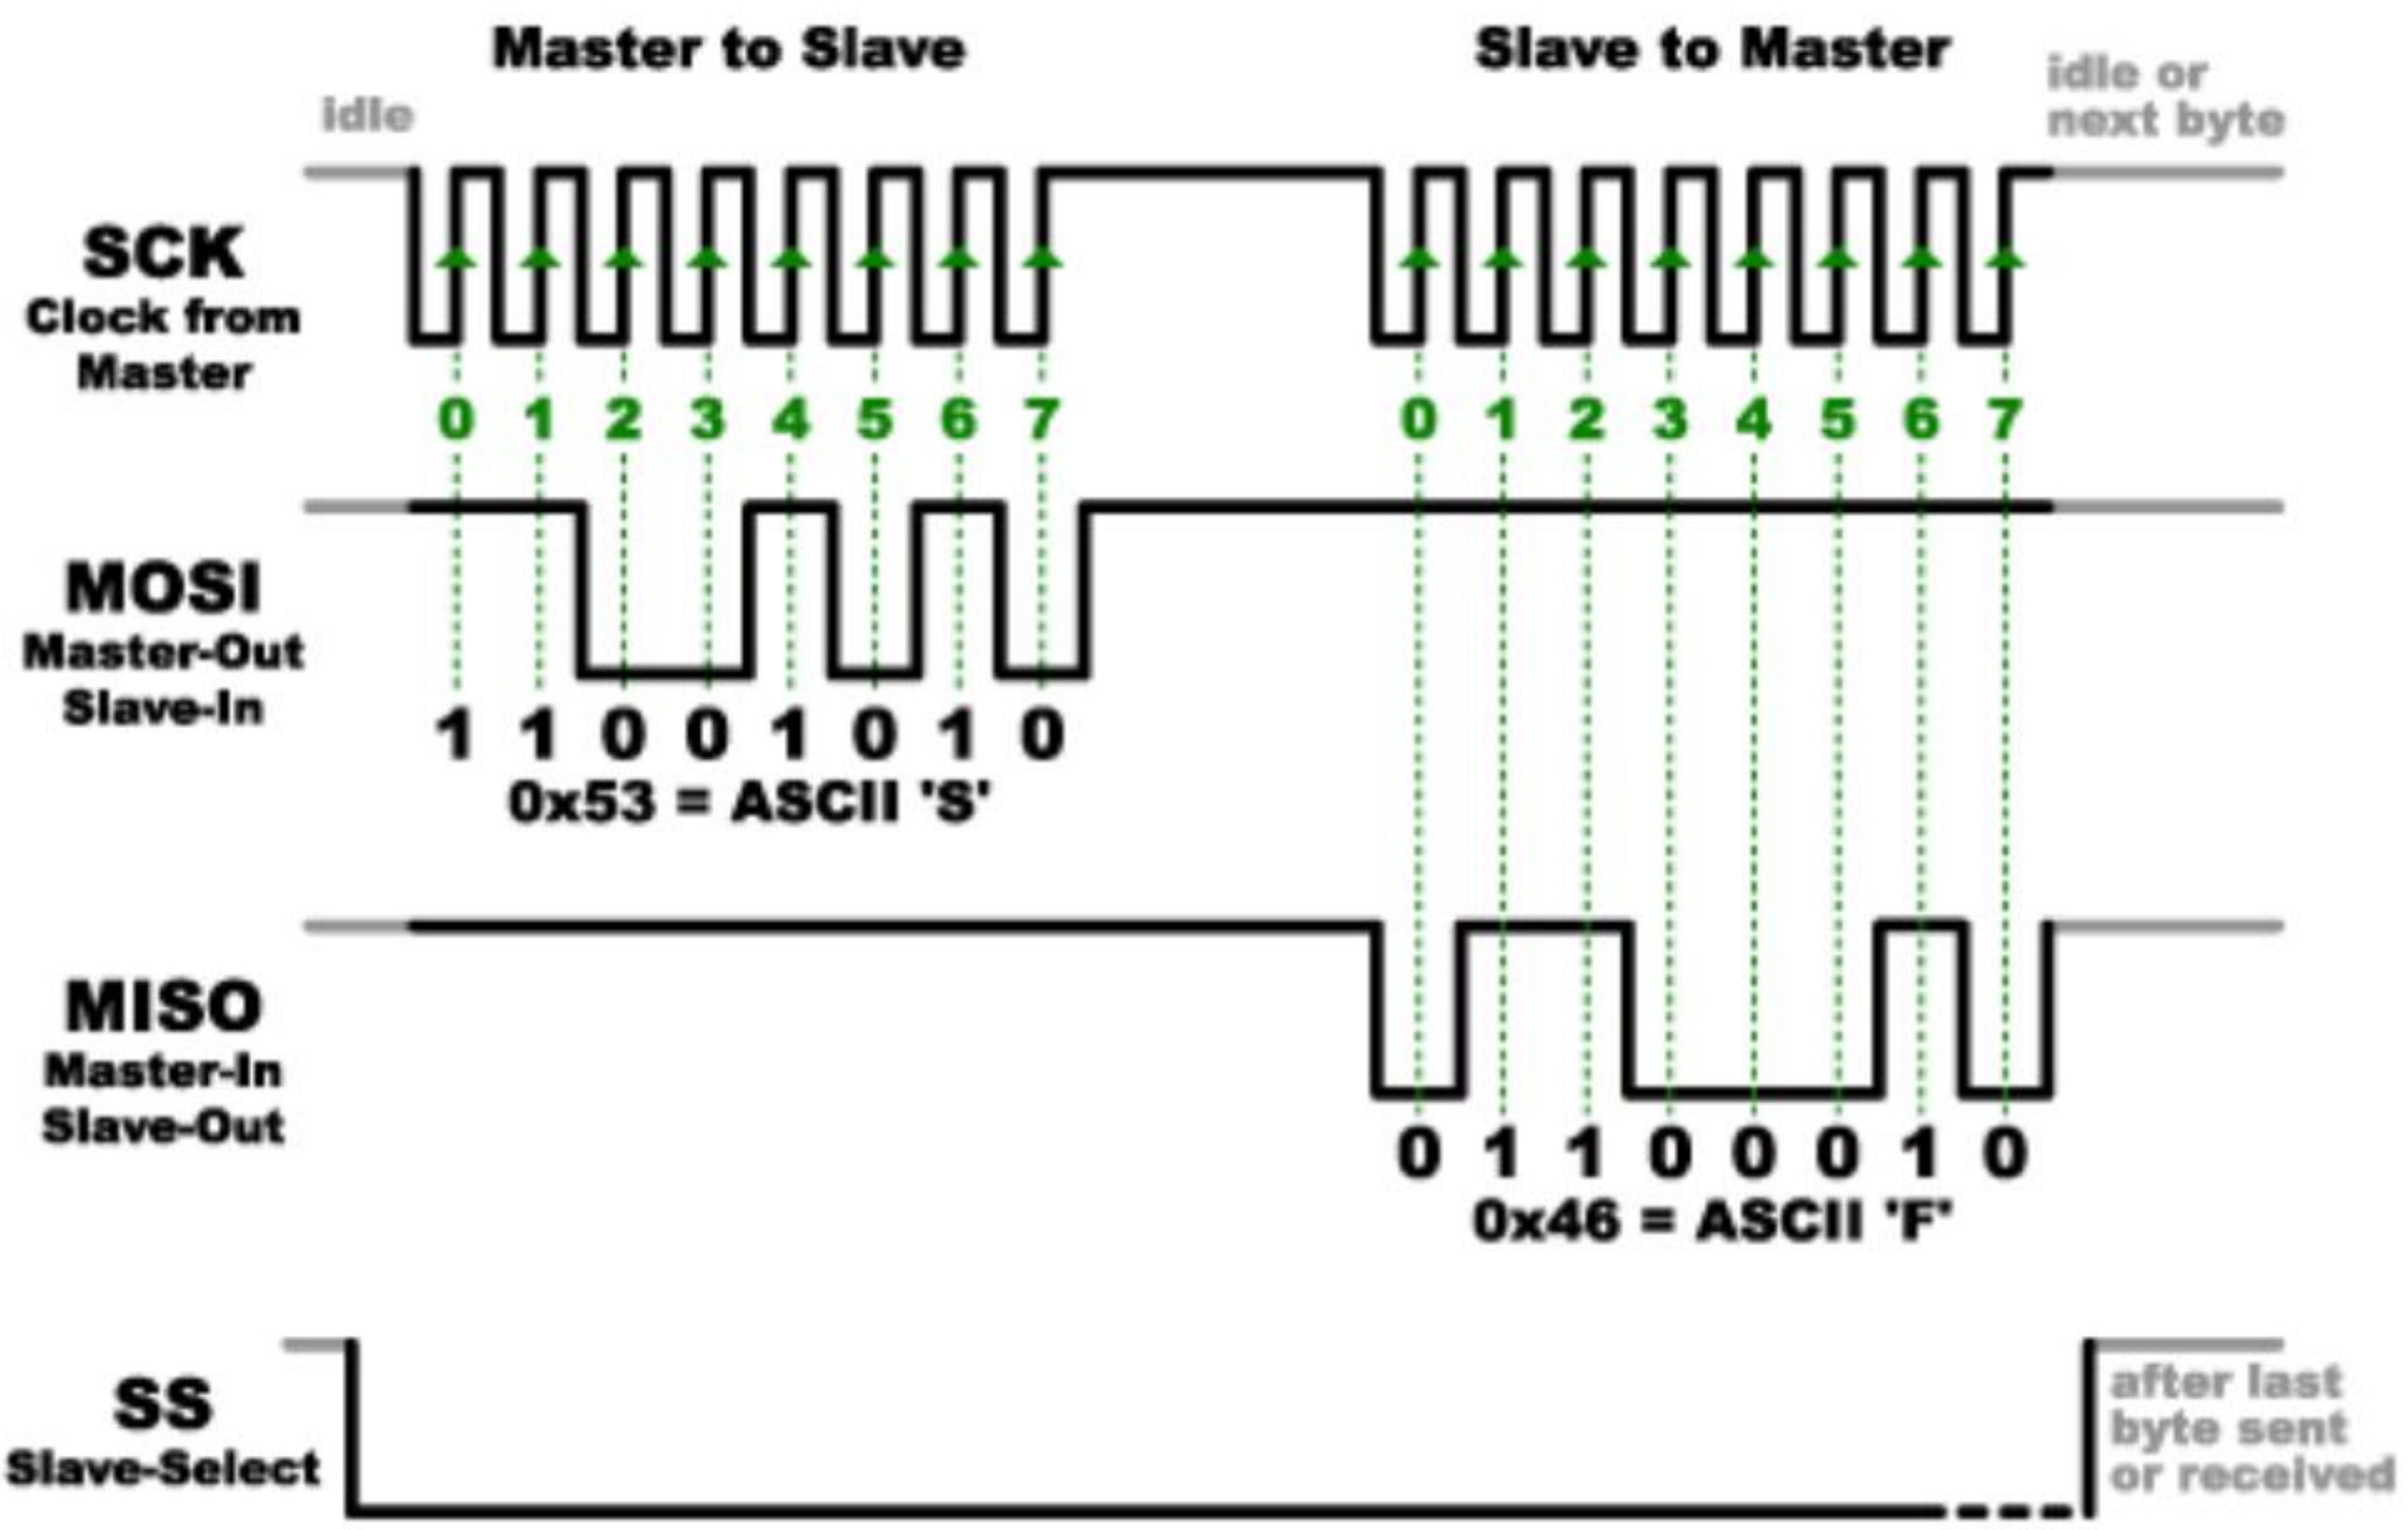 Master to Slave
Slave to Master
idle
idle or
next byte
SCK
Clock from
Master
0 1 2 3 4 5 6 7
0 1 2 3 4 5 6 7
MOSI
Master-Out
Slave-In
1 1 0 0 1 0 1 0
0x53 = ASCII 'S'
MISO
Master-In
Slave-Out
0 1 1 0 0 0 1 0
0x46 = ASCII 'F'
SS
Slave-Select
after last
byte sent
or received